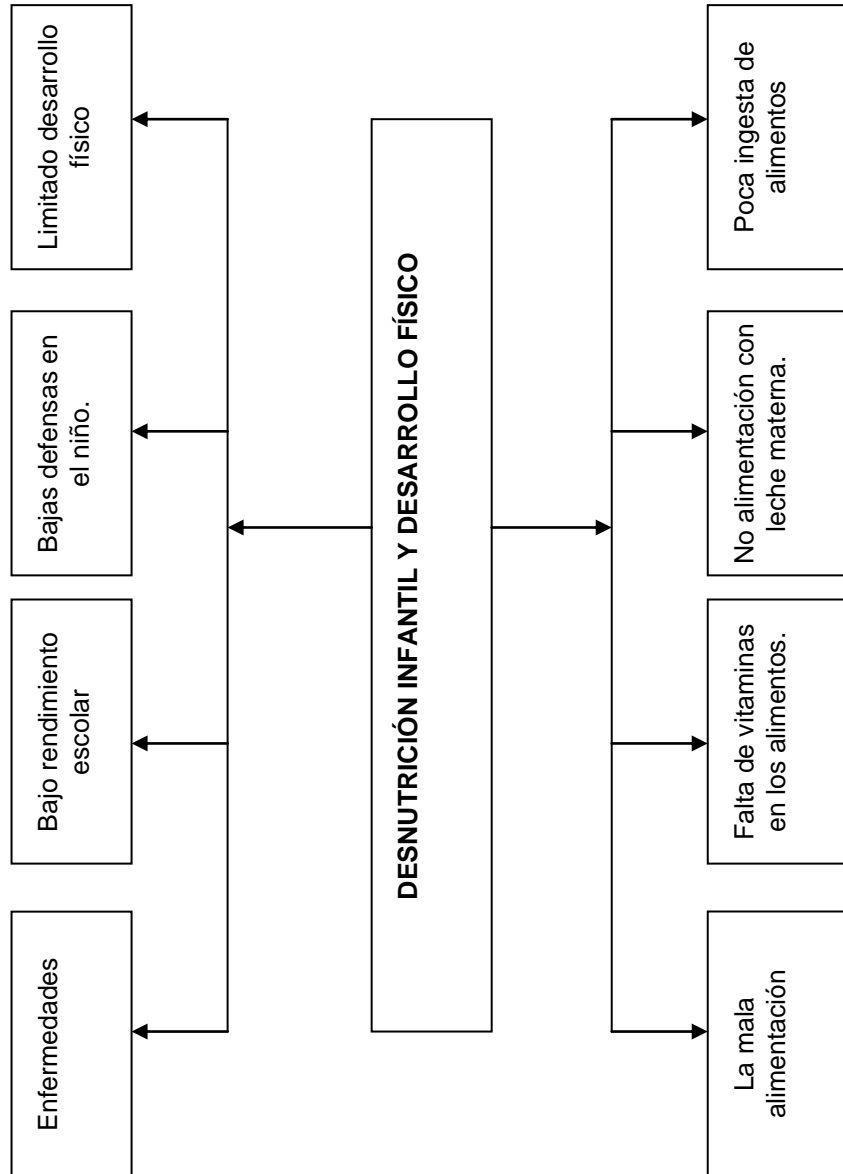 Enfermedades
Bajo rendimiento
escolar
Bajas defensas en
el niño.
Limitado desarrollo
físico
DESNUTRICIÓN INFANTIL Y DESARROLLO FÍSICO
La mala
alimentación
Falta de vitaminas
en los alimentos.
No alimentación con
leche materna.
Poca ingesta de
alimentos